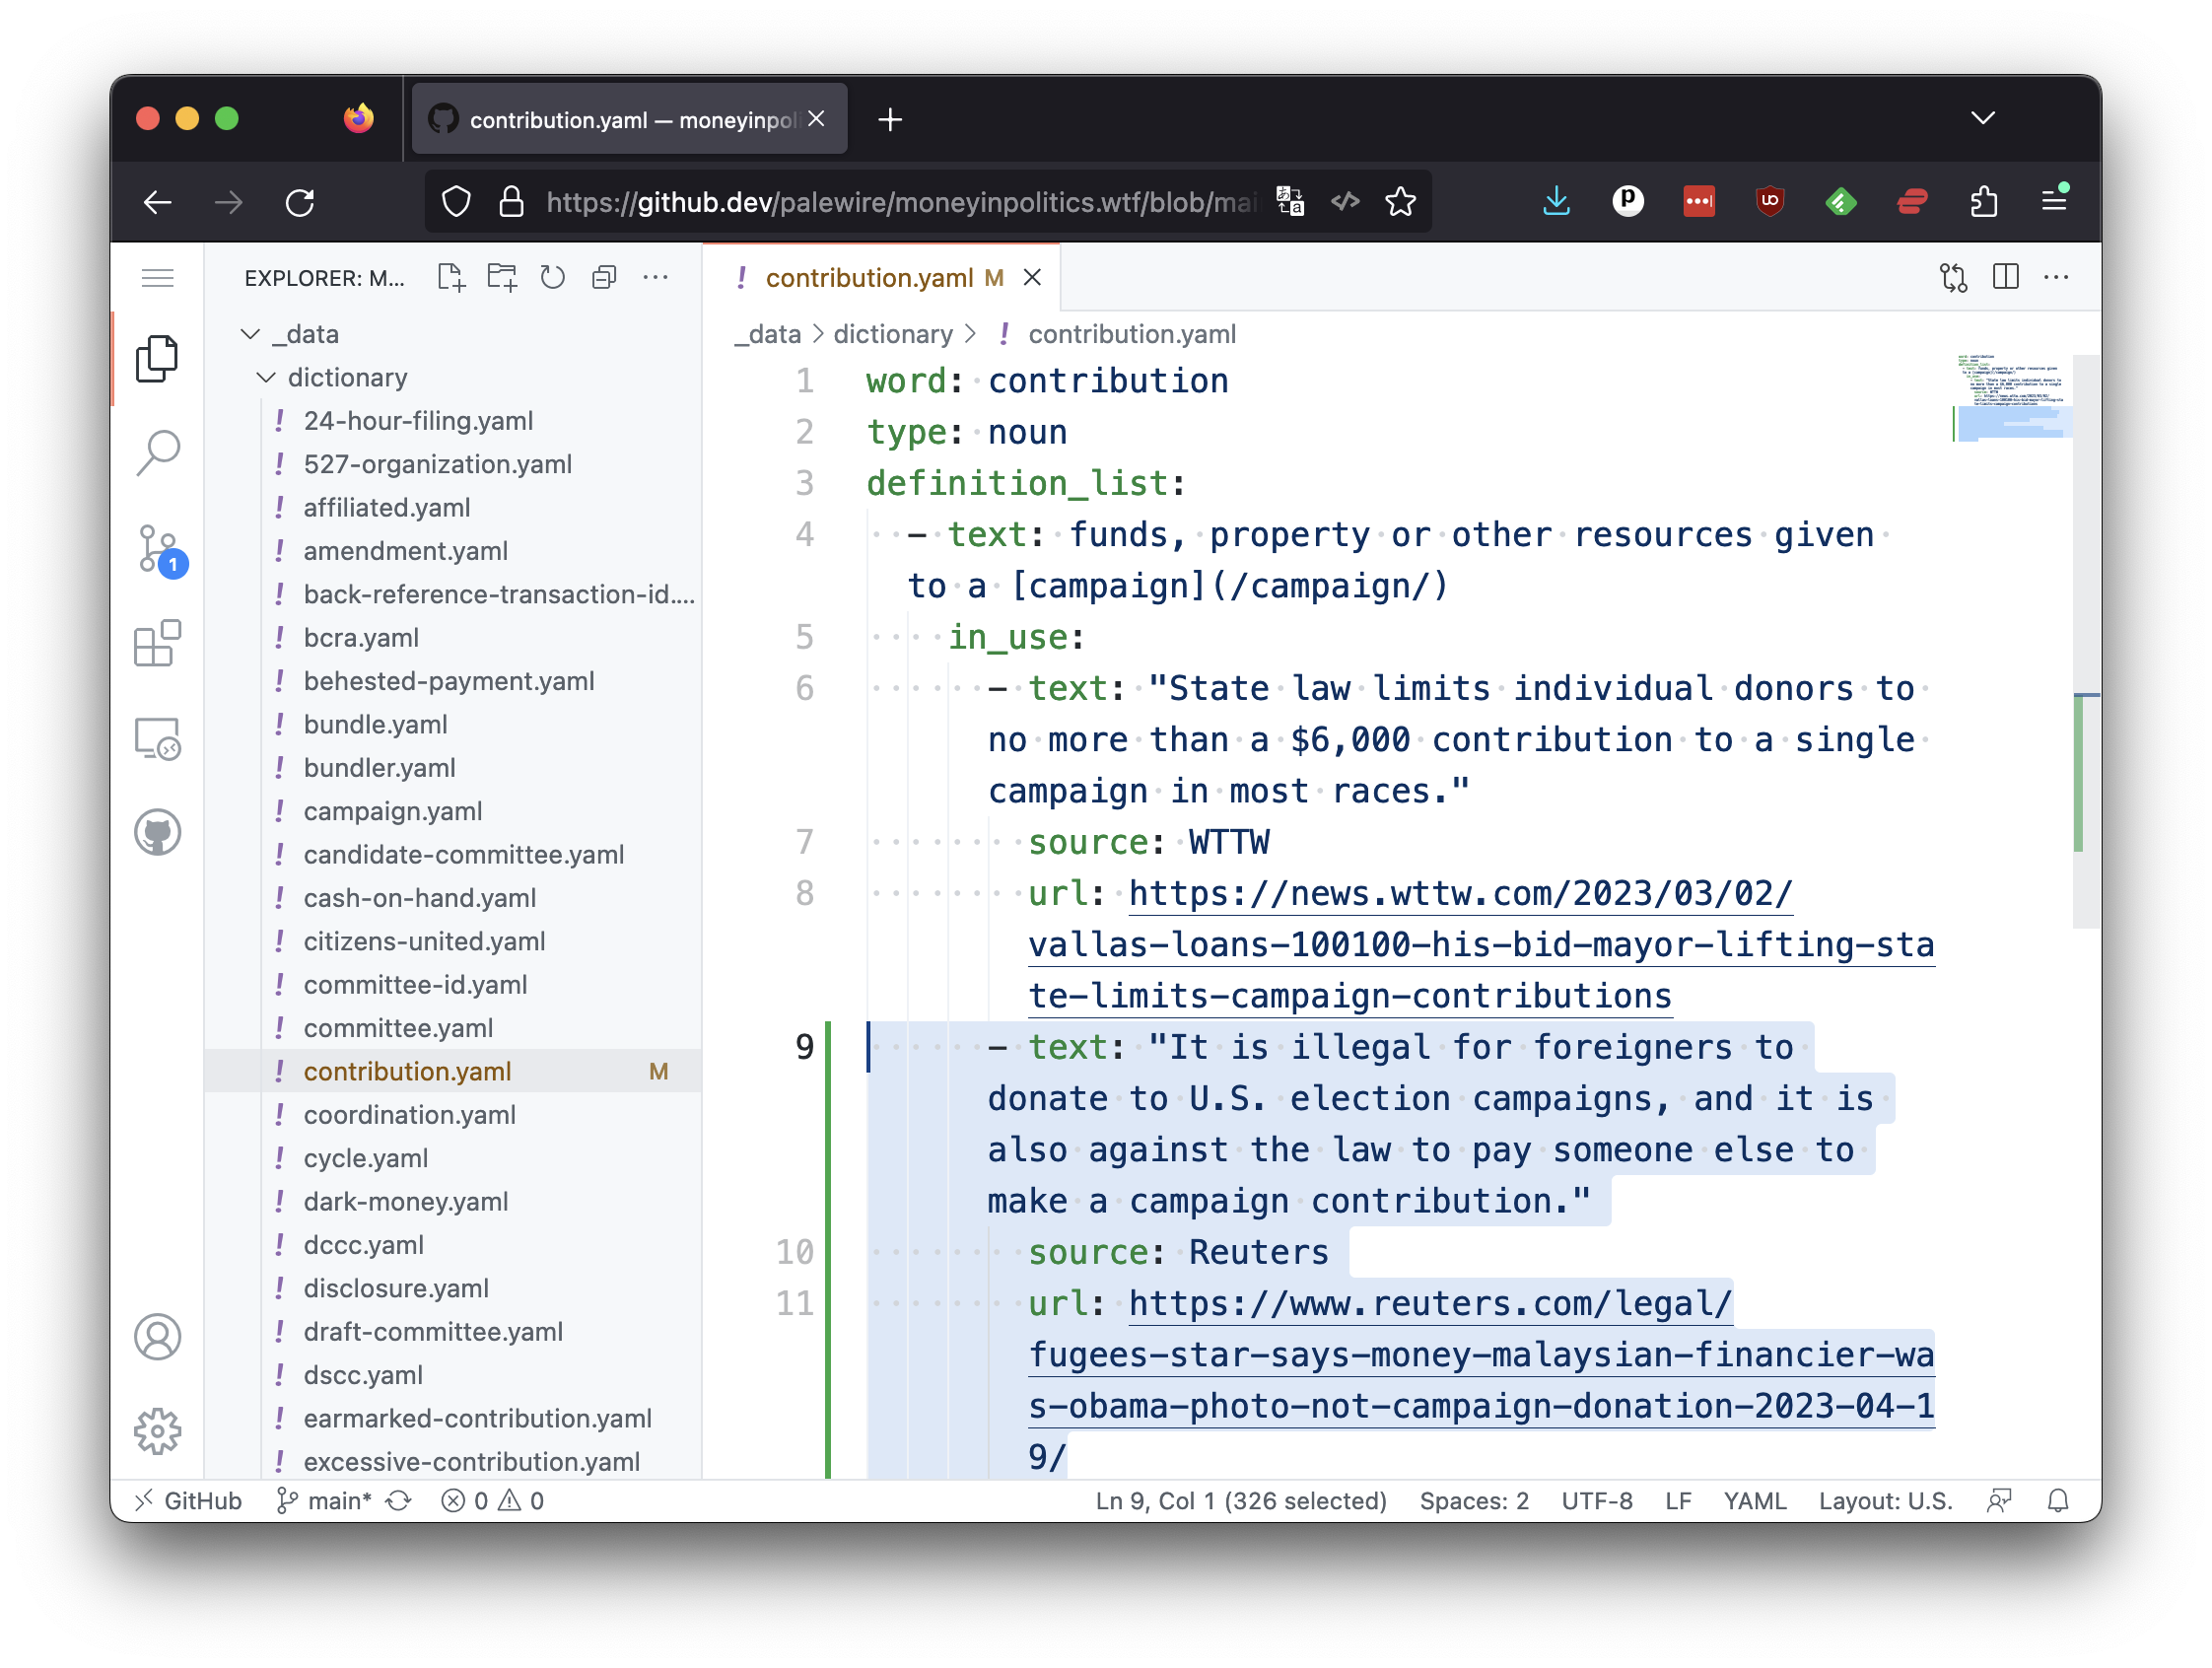 contribution.yaml — moneyinpoli
https://github.dev/palewire/moneyinpolitics.wtf/blob/mai
EXPLORER: M...
_data
dictionary
24-hour-filing.yaml
527-organization.yaml
affiliated.yaml
amendment.yaml
back-reference-transaction-id....
bcra.yaml
behested-payment.yaml
bundle.yaml
bundler.yaml
campaign.yaml
candidate-committee.yaml
cash-on-hand.yaml
citizens-united.yaml
committee-id.yaml
committee.yaml
contribution.yaml M
coordination.yaml
cycle.yaml
dark-money.yaml
dccc.yaml
disclosure.yaml
draft-committee.yaml
dscc.yaml
earmarked-contribution.yaml
excessive-contribution.yaml
1
! contribution.yaml M
_data > dictionary > ! contribution.yaml
1 word: contribution
2 type: noun
3 definition_list:
4 - text: funds, property or other resources given
to a [campaign](/campaign/)
5 in_use:
6 - text: "State law limits individual donors to
no more than a $6,000 contribution to a single
campaign in most races."
7 source: WTTW
8 url: https://news.wttw.com/2023/03/02/
vallas-loans-100100-his-bid-mayor-lifting-sta
te-limits-campaign-contributions
9 - text: "It is illegal for foreigners to
donate to U.S. election campaigns, and it is
also against the law to pay someone else to
make a campaign contribution."
10 source: Reuters
11 url: https://www.reuters.com/legal/
fugees-star-says-money-malaysian-financier-wa
s-obama-photo-not-campaign-donation-2023-04-1
9/
GitHub main* 0 0 Ln 9, Col 1 (326 selected) Spaces: 2 UTF-8 LF YAML Layout: U.S.